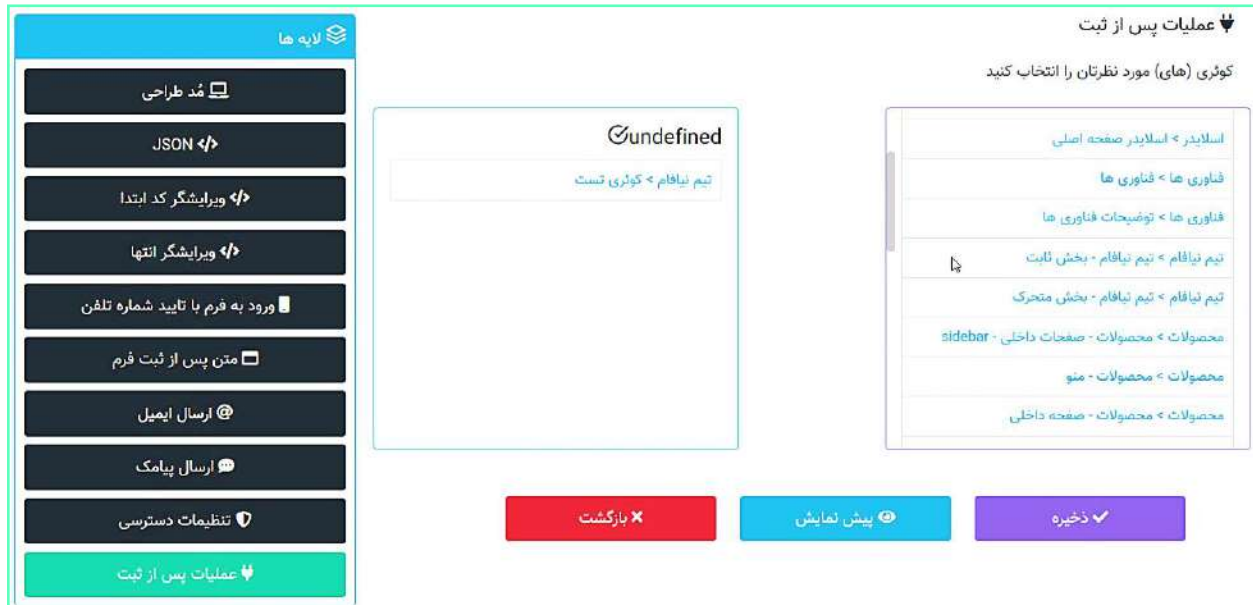 عملیات پس از ثبت
کوئری (های) مورد نظرتان را انتخاب کنید
اسلایدر > اسلایدر صفحه اصلی
فناوری ها > فناوری ها
فناوری ها > توضیحات فناوری ها
تیم نیافام > تیم نیافام - بخش ثابت
تیم نیافام > تیم نیافام - بخش متحرک
محصولات > محصولات - صفحات داخلی - sidebar
محصولات > محصولات - منو
محصولات > محصولات - صفحه داخلی
undefined
تیم نیافام > کوئری تست
ذخیره
پیش نمایش
بازگشت
لایه ها
مُد طراحی
JSON
ویرایشگر کد ابتدا
ویرایشگر انتها
ورود به فرم با تایید شماره تلفن
متن پس از ثبت فرم
ارسال ایمیل
ارسال پیامک
تنظیمات دسترسی
عملیات پس از ثبت